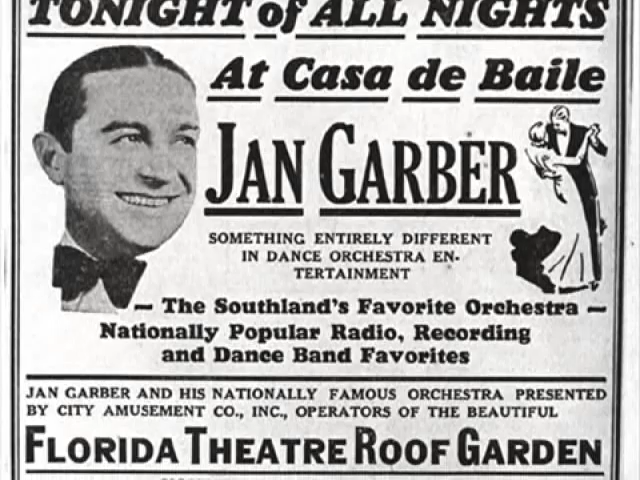 TONIGHT of ALL NIGHTS
At Casa de Baile
JAN GARBER
SOMETHING ENTIRELY DIFFERENT
IN DANCE ORCHESTRA EN-
TERTAINMENT
— The Southland's Favorite Orchestra —
Nationally Popular Radio, Recording
and Dance Band Favorites
JAN GARBER AND HIS NATIONALLY FAMOUS ORCHESTRA PRESENTED
BY CITY AMUSEMENT CO., INC., OPERATORS OF THE BEAUTIFUL
FLORIDA THEATRE ROOF GARDEN